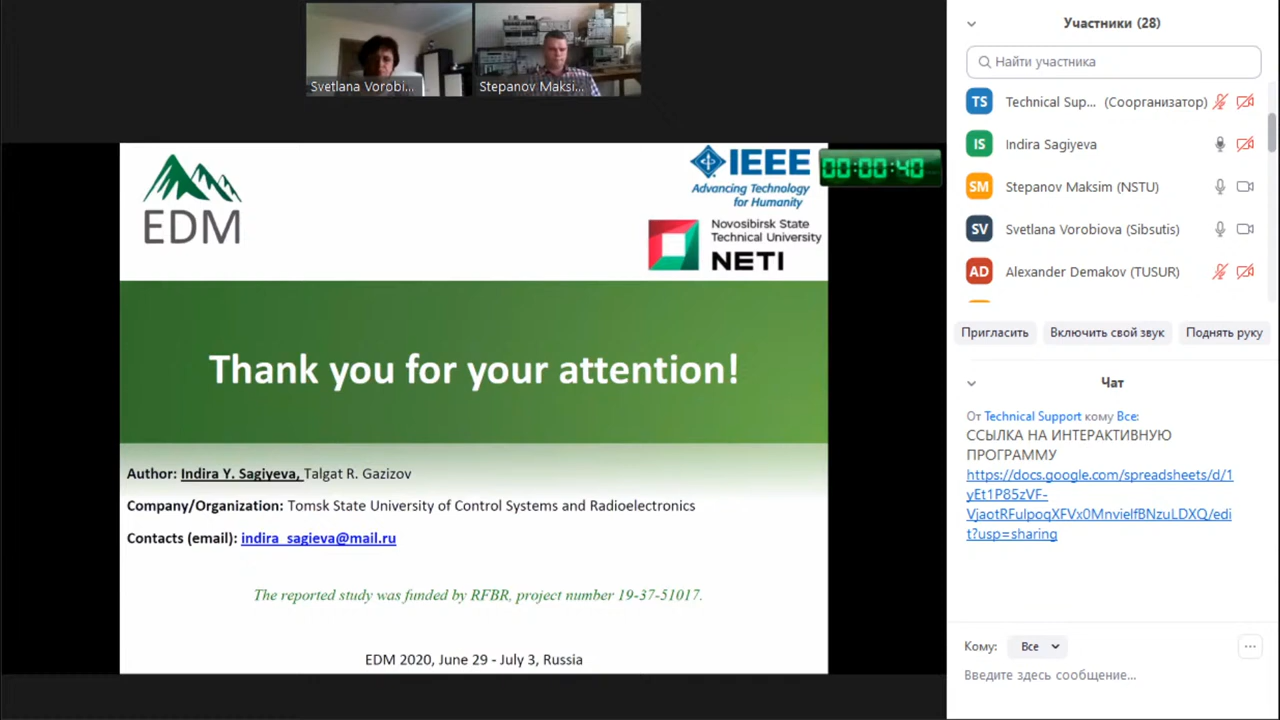 Svetlana Vorobi...
Stepanov Maksi...
EDM
IEEE
Advancing Technology
for Humanity
00:00:40
Novosibirsk State
Technical University
NETI
Thank you for your attention!
Author: Indira Y. Sagiyeva, Talgat R. Gazizov
Company/Organization: Tomsk State University of Control Systems and Radioelectronics
Contacts (email): indira_sagieva@mail.ru
The reported study was funded by RFBR, project number 19-37-51017.
EDM 2020, June 29 - July 3, Russia
Участники (28)
Найти участника
TS Technical Sup... (Соорганизатор)
IS Indira Sagiyeva
SM Stepanov Maksim (NSTU)
SV Svetlana Vorobiova (Sibsutis)
AD Alexander Demakov (TUSUR)
Пригласить Включить свой звук Поднять руку
Чат
От Technical Support кому Все:
ССЫЛКА НА ИНТЕРАКТИВНУЮ
ПРОГРАММУ
https://docs.google.com/spreadsheets/d/1
yEt1P85zVF-
VjaotRFulpoqXFVx0MnvielfBNzuLDXQ/edi
t?usp=sharing
Кому: Все
Введите здесь сообщение...